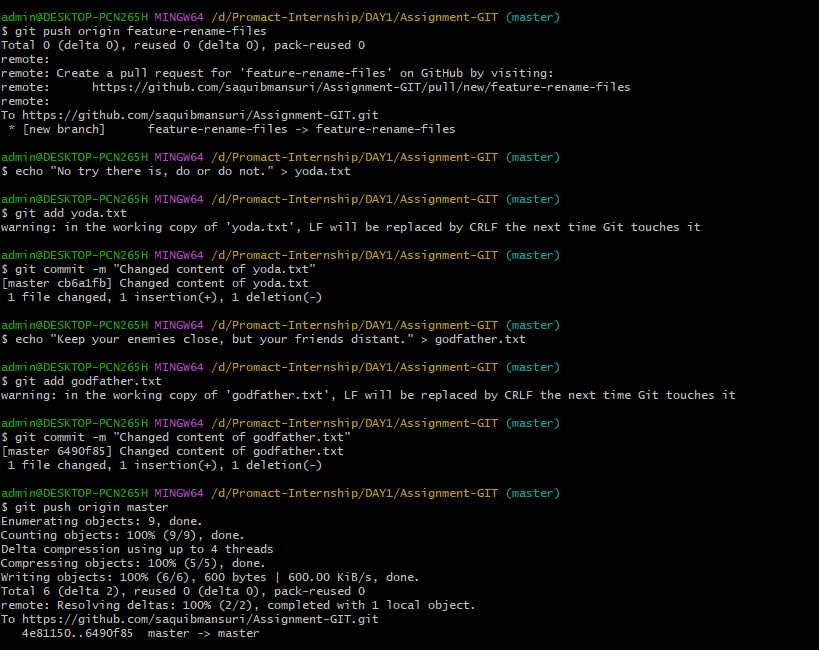 admin@DESKTOP-PCN265H MINGW64 /d/Promact-Internship/DAY1/Assignment-GIT (master)
$ git push origin feature-rename-files
Total 0 (delta 0), reused 0 (delta 0), pack-reused 0
remote:
remote: Create a pull request for 'feature-rename-files' on GitHub by visiting:
remote:      https://github.com/saquibmansuri/Assignment-GIT/pull/new/feature-rename-files
remote:
To https://github.com/saquibmansuri/Assignment-GIT.git
 * [new branch]      feature-rename-files -> feature-rename-files
admin@DESKTOP-PCN265H MINGW64 /d/Promact-Internship/DAY1/Assignment-GIT (master)
$ echo "No try there is, do or do not." > yoda.txt
admin@DESKTOP-PCN265H MINGW64 /d/Promact-Internship/DAY1/Assignment-GIT (master)
$ git add yoda.txt
warning: in the working copy of 'yoda.txt', LF will be replaced by CRLF the next time Git touches it
admin@DESKTOP-PCN265H MINGW64 /d/Promact-Internship/DAY1/Assignment-GIT (master)
$ git commit -m "Changed content of yoda.txt"
[master cb6a1fb] Changed content of yoda.txt
 1 file changed, 1 insertion(+), 1 deletion(-)
admin@DESKTOP-PCN265H MINGW64 /d/Promact-Internship/DAY1/Assignment-GIT (master)
$ echo "Keep your enemies close, but your friends distant." > godfather.txt
admin@DESKTOP-PCN265H MINGW64 /d/Promact-Internship/DAY1/Assignment-GIT (master)
$ git add godfather.txt
warning: in the working copy of 'godfather.txt', LF will be replaced by CRLF the next time Git touches it
admin@DESKTOP-PCN265H MINGW64 /d/Promact-Internship/DAY1/Assignment-GIT (master)
$ git commit -m "Changed content of godfather.txt"
[master 6490f85] Changed content of godfather.txt
 1 file changed, 1 insertion(+), 1 deletion(-)
admin@DESKTOP-PCN265H MINGW64 /d/Promact-Internship/DAY1/Assignment-GIT (master)
$ git push origin master
Enumerating objects: 9, done.
Counting objects: 100% (9/9), done.
Delta compression using up to 4 threads
Compressing objects: 100% (5/5), done.
Writing objects: 100% (6/6), 600 bytes | 600.00 KiB/s, done.
Total 6 (delta 2), reused 0 (delta 0), pack-reused 0
remote: Resolving deltas: 100% (2/2), completed with 1 local object.
To https://github.com/saquibmansuri/Assignment-GIT.git
   4e81150..6490f85  master -> master